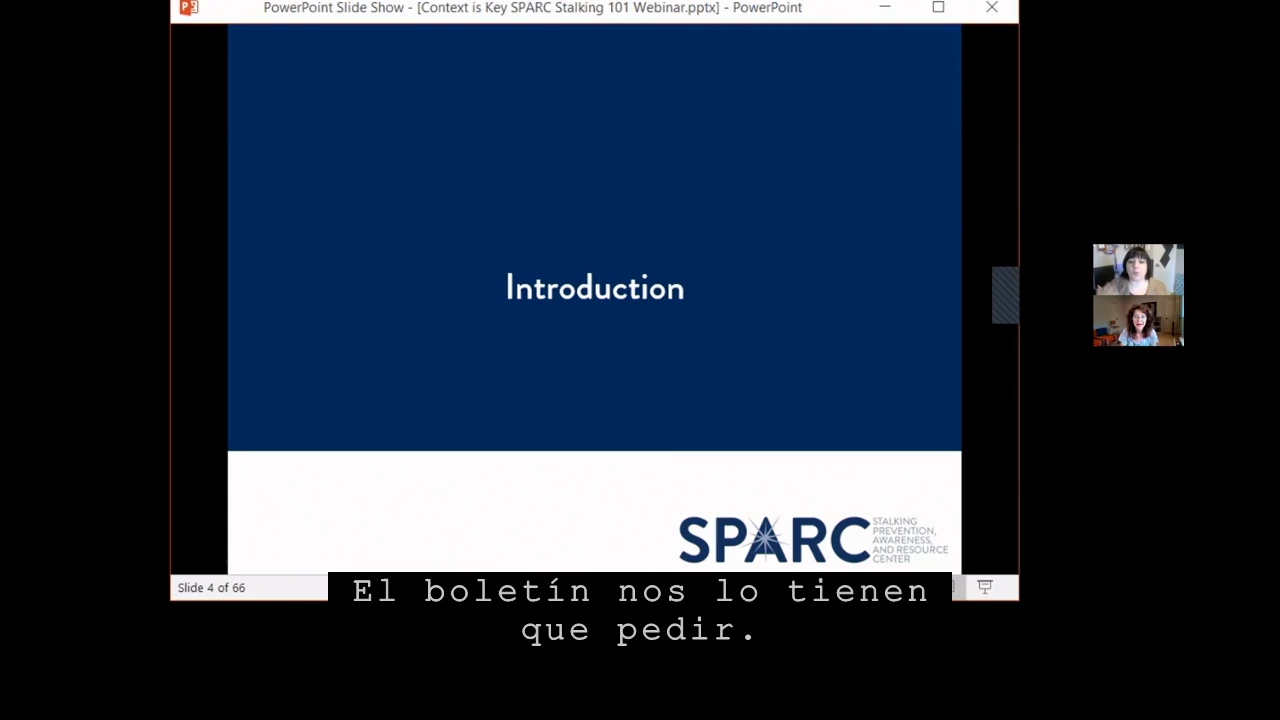 PowerPoint Slide Show - [Context is Key SPARC Stalking 101 Webinar.pptx] - PowerPoint
Introduction
SPARC
STALKING
PREVENTION,
AWARENESS,
AND RESOURCE
CENTER
Slide 4 of 66
El boletín nos lo tienen
que pedir.